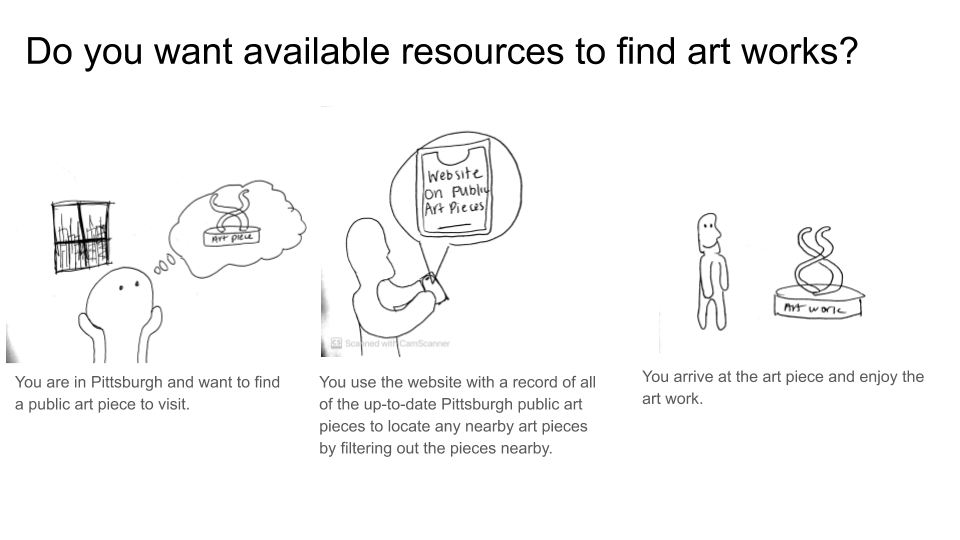 Do you want available resources to find art works?
Art piece
Website
On Public
Art Pieces
Art work
CS Scanned with CamScanner
You are in Pittsburgh and want to find
a public art piece to visit.
You use the website with a record of all
of the up-to-date Pittsburgh public art
pieces to locate any nearby art pieces
by filtering out the pieces nearby.
You arrive at the art piece and enjoy the
art work.